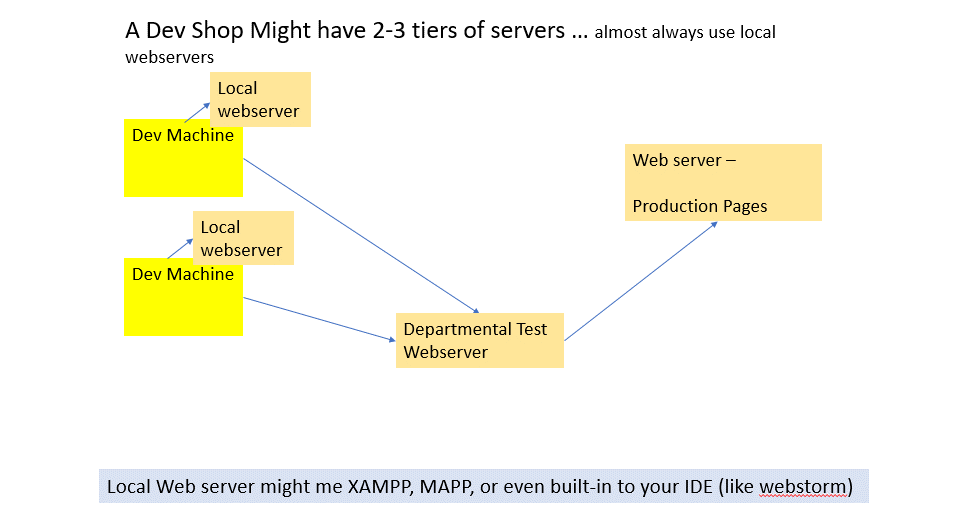 A Dev Shop Might have 2-3 tiers of servers ... almost always use local
webservers
Local
webserver
Dev Machine
Web server –
Production Pages
Local
webserver
Dev Machine
Departmental Test
Webserver
Local Web server might me XAMPP, MAPP, or even built-in to your IDE (like webstorm)